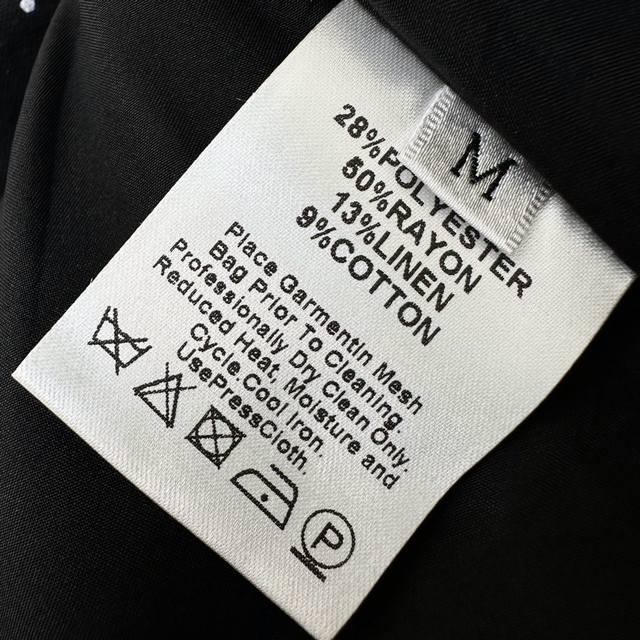 M
28%POLYESTER
50%RAYON
13%LINEN
9%COTTON
Place Garmentin Mesh
Bag Prior To Cleaning.
Professionally Dry Clean Only.
Reduced Heat, Moisture and
Cycle.Cool Iron.
UsePressCloth.
P